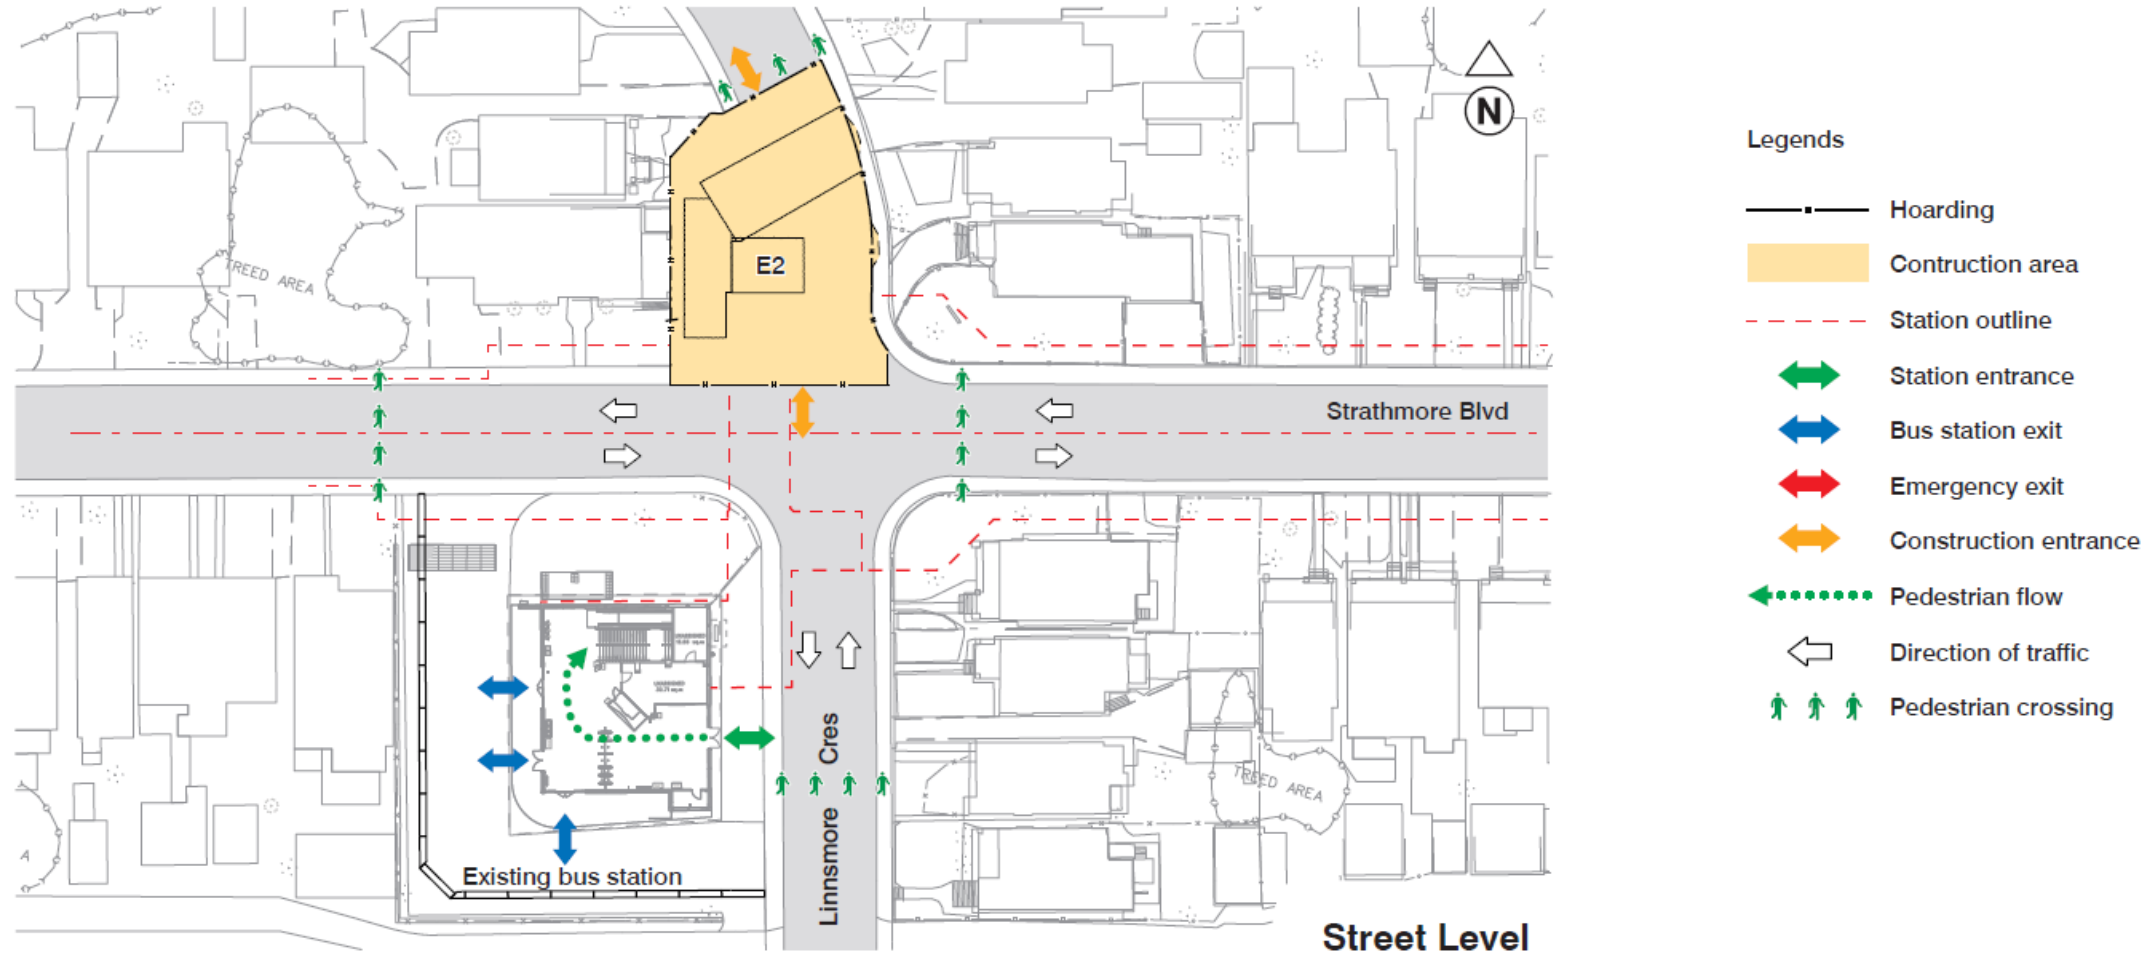 N
Legends
Hoarding
Contruction area
Station outline
Station entrance
Bus station exit
Emergency exit
Construction entrance
Pedestrian flow
Direction of traffic
Pedestrian crossing
TREED AREA
E2
Strathmore Blvd
Linnsmore Cres
TREED AREA
A
Existing bus station
Street Level